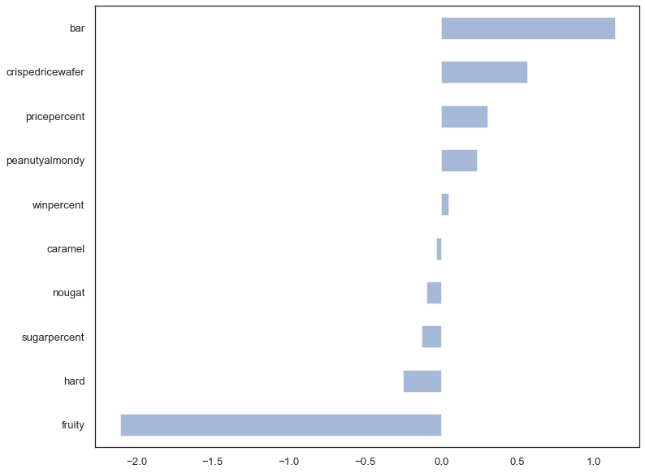 bar
crispedricewafer
pricepercent
peanutyalmondy
winpercent
caramel
nougat
sugarpercent
hard
fruity
−2.0 −1.5 −1.0 −0.5 0.0 0.5 1.0